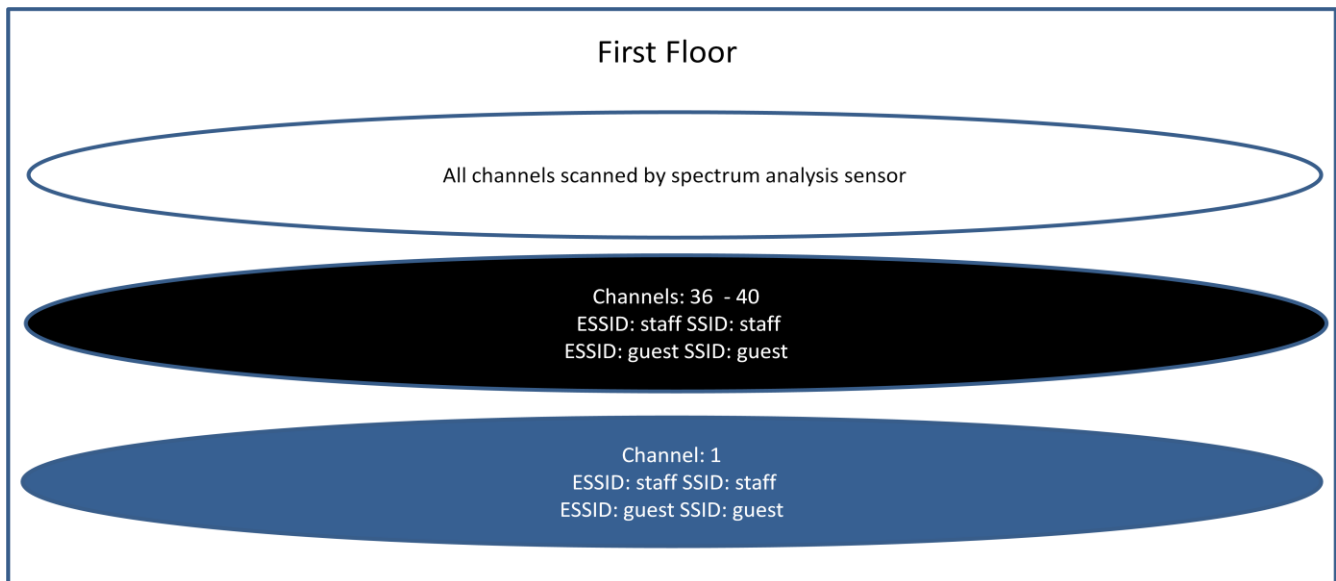 First Floor
All channels scanned by spectrum analysis sensor
Channels: 36 - 40
ESSID: staff SSID: staff
ESSID: guest SSID: guest
Channel: 1
ESSID: staff SSID: staff
ESSID: guest SSID: guest